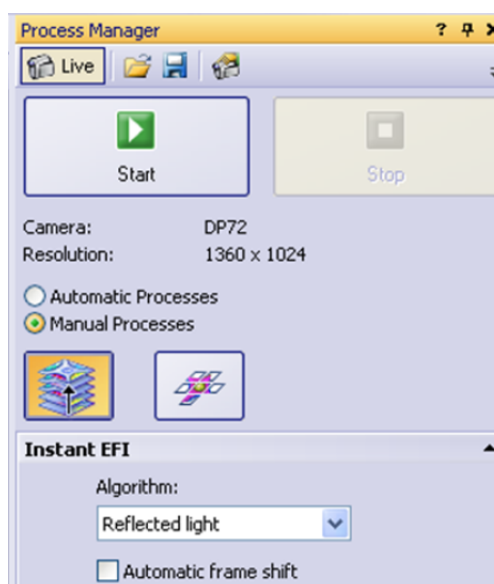 Process Manager ?
Live
Start Stop
Camera: DP72
Resolution: 1360 x 1024
Automatic Processes
Manual Processes
Instant EFI
Algorithm:
Reflected light
Automatic frame shift